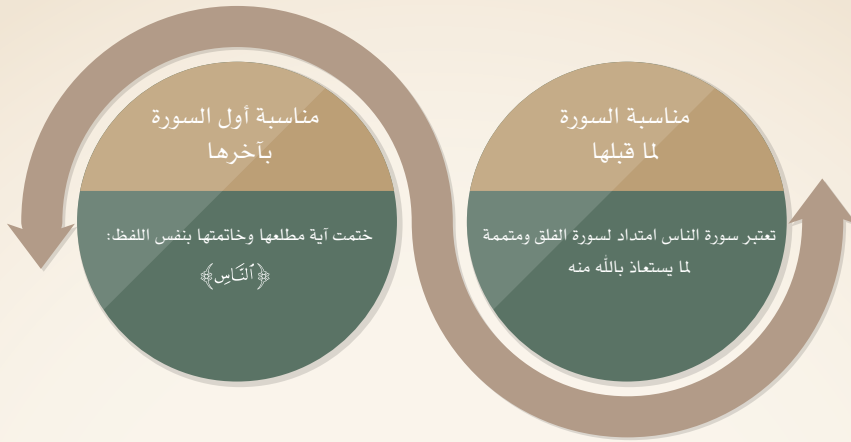 مناسبة السورة
لما قبلها
تعتبر سورة الناس امتداد لسورة الفلق ومتممة
لما يستعاذ بالله منه
مناسبة أول السورة
بآخرها
ختمت آية مطلعها وخاتمتها بنفس اللفظ:
﴿ٱلنَّاسِ﴾